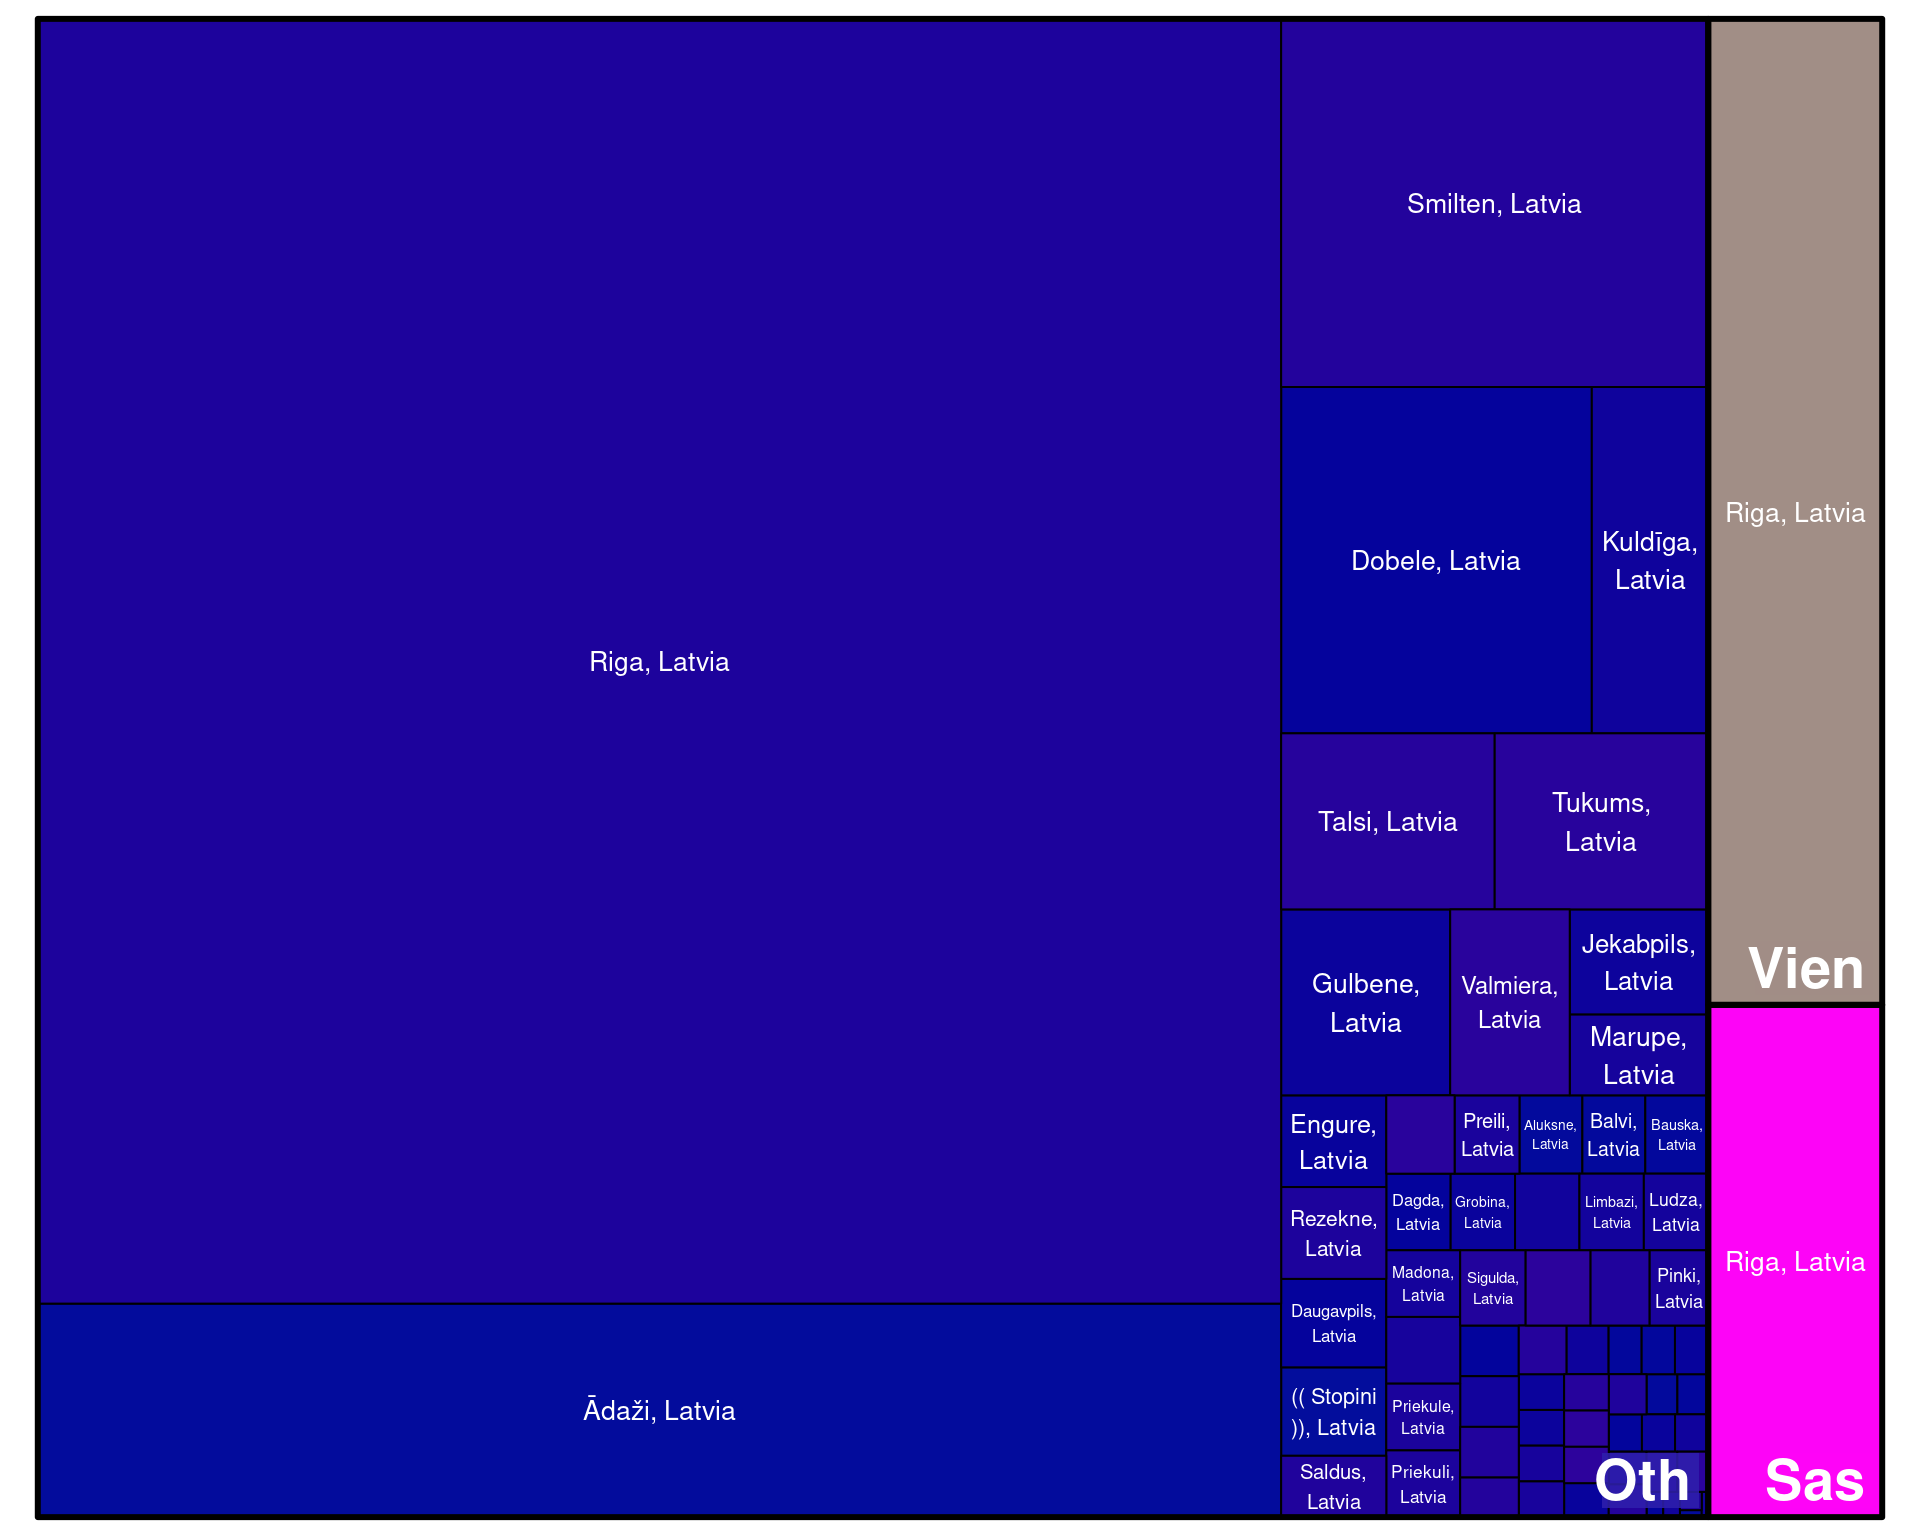 Riga, Latvia
Ādaži, Latvia
Smilten, Latvia
Dobele, Latvia
Kuldīga,
Latvia
Talsi, Latvia
Tukums,
Latvia
Gulbene,
Latvia
Valmiera,
Latvia
Jekabpils,
Latvia
Marupe,
Latvia
Engure,
Latvia
Rezekne,
Latvia
Daugavpils,
Latvia
(( Stopini
)), Latvia
Saldus,
Latvia
Preili,
Latvia
Aluksne,
Latvia
Balvi,
Latvia
Bauska,
Latvia
Dagda,
Latvia
Grobina,
Latvia
Limbazi,
Latvia
Ludza,
Latvia
Madona,
Latvia
Sigulda,
Latvia
Pinki,
Latvia
Priekule,
Latvia
Priekuli,
Latvia
Oth
Riga, Latvia
Vien
Riga, Latvia
Sas